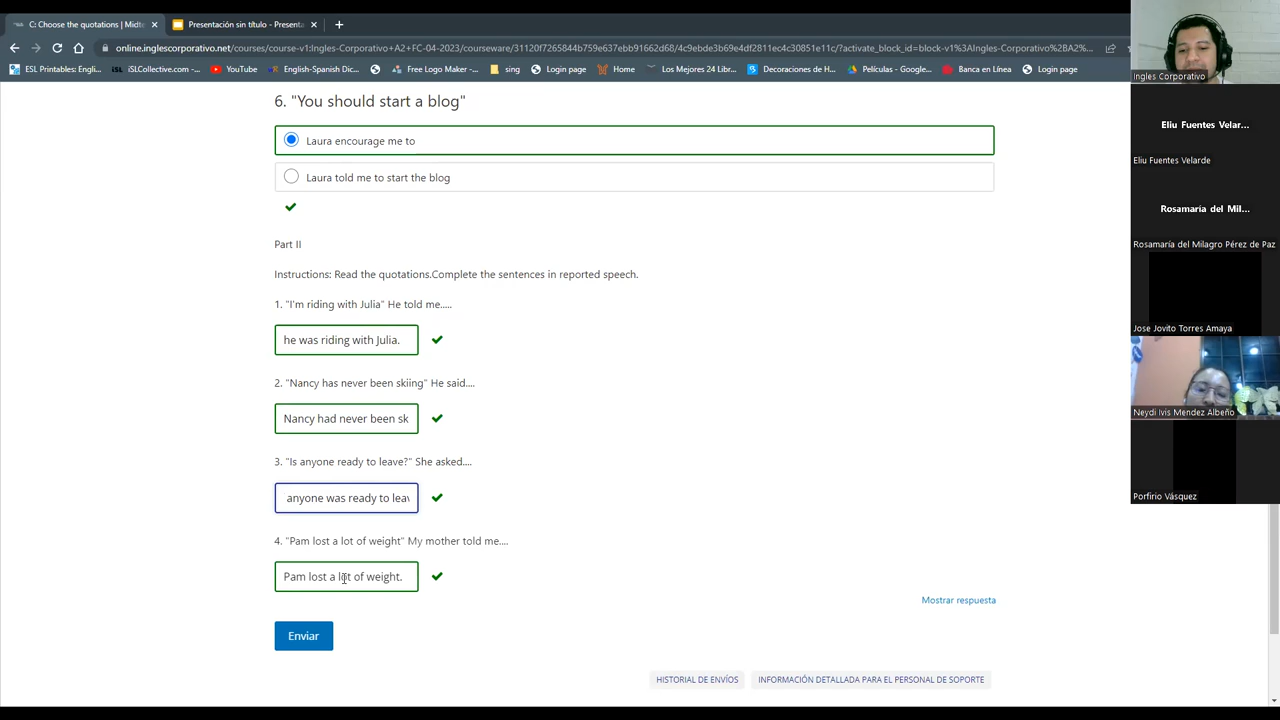 C: Choose the quotations | Midte
Presentación sin título - Presenta
online.inglescorporativo.net/courses/course-v1:Ingles-Corporativo+A2+FC-04-2023/courseware/31120f7265844b759e637ebb91662d68/4c9ebde3b69e4df2811ec4c30851e11c/?activate_block_id=block-v1%3AIngles-Corporativo%2BA2...
ESL Printables: Engli...
iSLCollective.com - ...
YouTube
English-Spanish Dic...
Free Logo Maker -...
sing
Login page
Home
Los Mejores 24 Libr...
Decoraciones de H...
Películas - Google...
Banca en Línea
Login page
Ingles Corporativo
Eliu Fuentes Velar...
Eliu Fuentes Velarde
Rosamaría del Mil...
Rosamaría del Milagro Pérez de Paz
Jose Jovito Torres Amaya
Neydi Ivis Mendez Albeño
Porfirio Vásquez
6. "You should start a blog"
Laura encourage me to
Laura told me to start the blog
Part II
Instructions: Read the quotations.Complete the sentences in reported speech.
1. "I'm riding with Julia" He told me.....
he was riding with Julia.
2. "Nancy has never been skiing" He said....
Nancy had never been sk
3. "Is anyone ready to leave?" She asked....
anyone was ready to leav
4. "Pam lost a lot of weight" My mother told me....
Pam lost a lot of weight.
Mostrar respuesta
Enviar
HISTORIAL DE ENVÍOS
INFORMACIÓN DETALLADA PARA EL PERSONAL DE SOPORTE